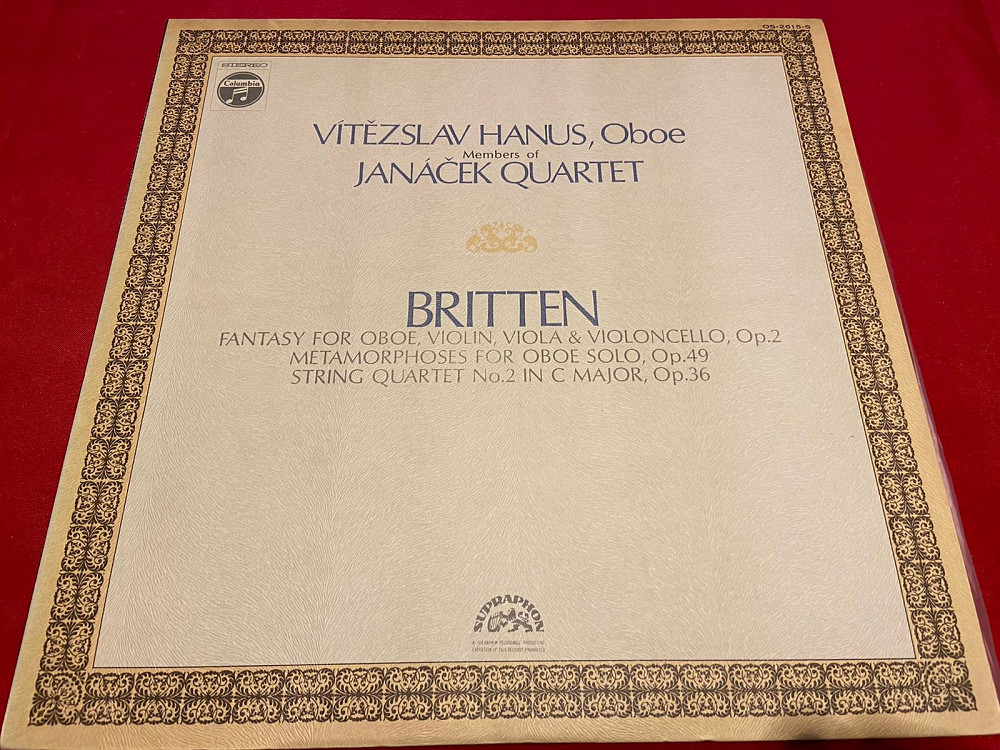 OS-2615-S
STEREO
Columbia
VÍTĚZSLAV HANUS, Oboe
Members of
JANÁČEK QUARTET
BRITTEN
FANTASY FOR OBOE, VIOLIN, VIOLA & VIOLONCELLO, Op.2
METAMORPHOSES FOR OBOE SOLO, Op.49
STRING QUARTET No.2 IN C MAJOR, Op.36
SUPRAPHON